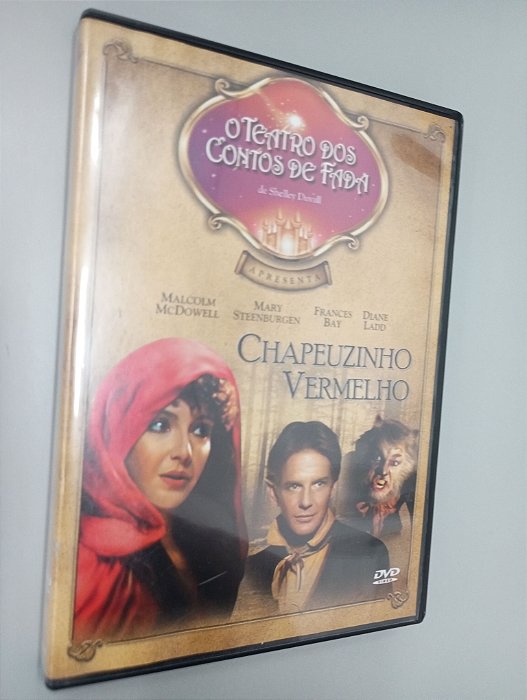 O TEATRO DOS
CONTOS DE FADA
de Shelley Duvall
APRESENTA
MALCOLM MCDOWELL
MARY STEENBURGEN
FRANCES BAY
DIANE LADD
CHAPEUZINHO
VERMELHO
DVD
VIDEO